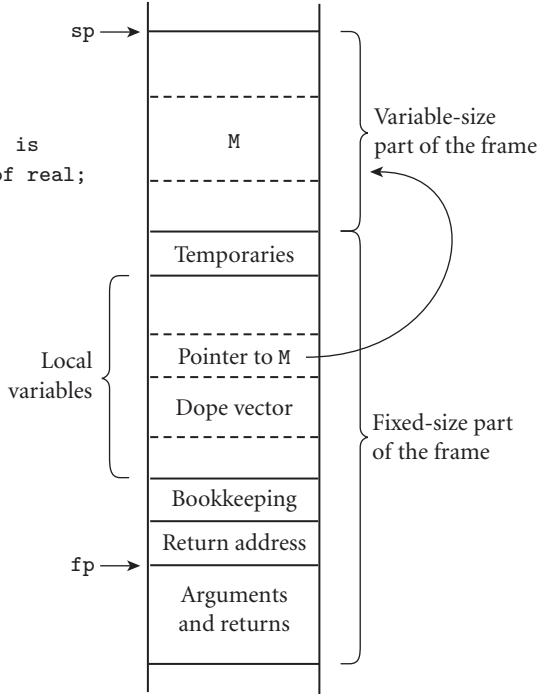 sp
Variable-size
part of the frame
is
of real;
M
Temporaries
Local
variables
Pointer to M
Dope vector
Fixed-size part
of the frame
Bookkeeping
Return address
fp
Arguments
and returns